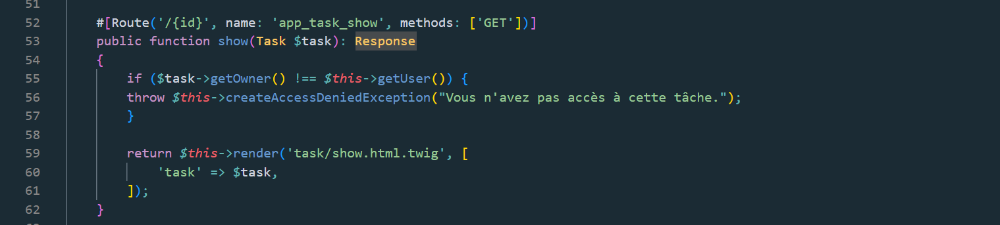 51
52 #[Route('/{id}', name: 'app_task_show', methods: ['GET'])]
53 public function show(Task $task): Response
54 {
55 if ($task->getOwner() !== $this->getUser()) {
56 throw $this->createAccessDeniedException("Vous n'avez pas accès à cette tâche.");
57 }
58
59 return $this->render('task/show.html.twig', [
60 'task' => $task,
61 ]);
62 }